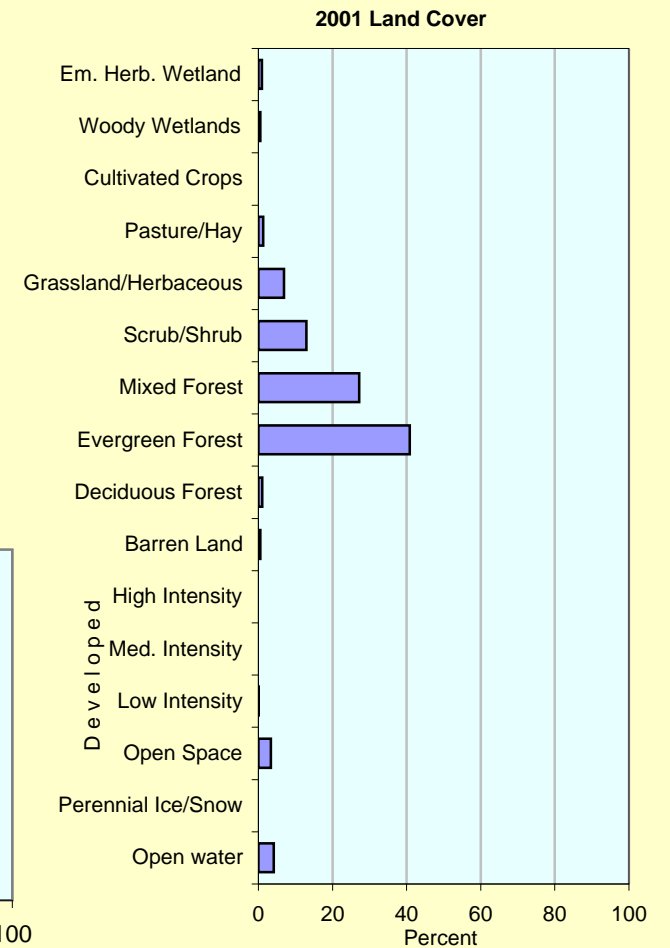 2001 Land Cover
Em. Herb. Wetland
Woody Wetlands
Cultivated Crops
Pasture/Hay
Grassland/Herbaceous
Scrub/Shrub
Mixed Forest
Evergreen Forest
Deciduous Forest
Barren Land
Developed
High Intensity
Med. Intensity
Low Intensity
Open Space
Perennial Ice/Snow
Open water
0 20 40 60 80 100
Percent
100